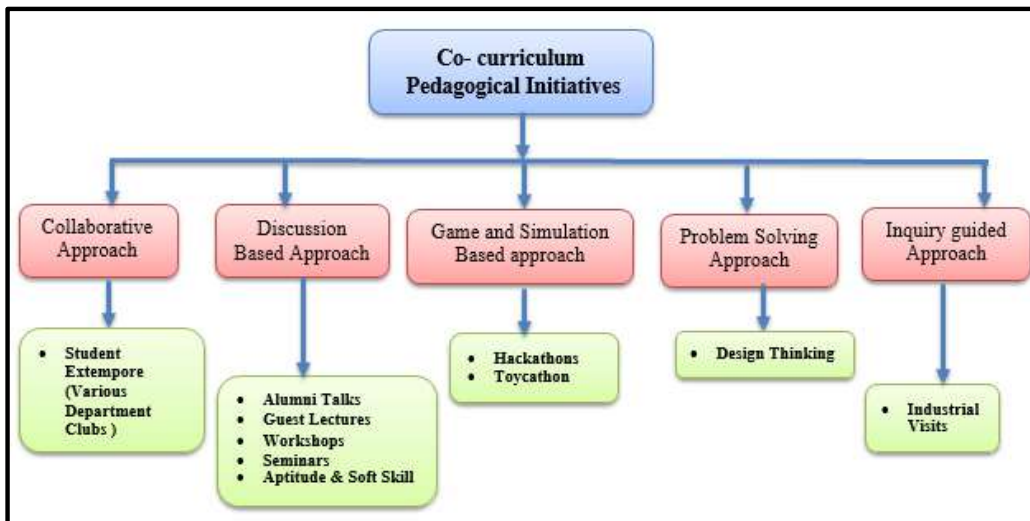 Co- curriculum
Pedagogical Initiatives
Collaborative
Approach
Discussion
Based Approach
Game and Simulation
Based approach
Problem Solving
Approach
Inquiry guided
Approach
• Student
Extempore
(Various
Department
Clubs )
• Alumni Talks
• Guest Lectures
• Workshops
• Seminars
• Aptitude & Soft Skill
• Hackathons
• Toycathon
• Design Thinking
• Industrial
Visits